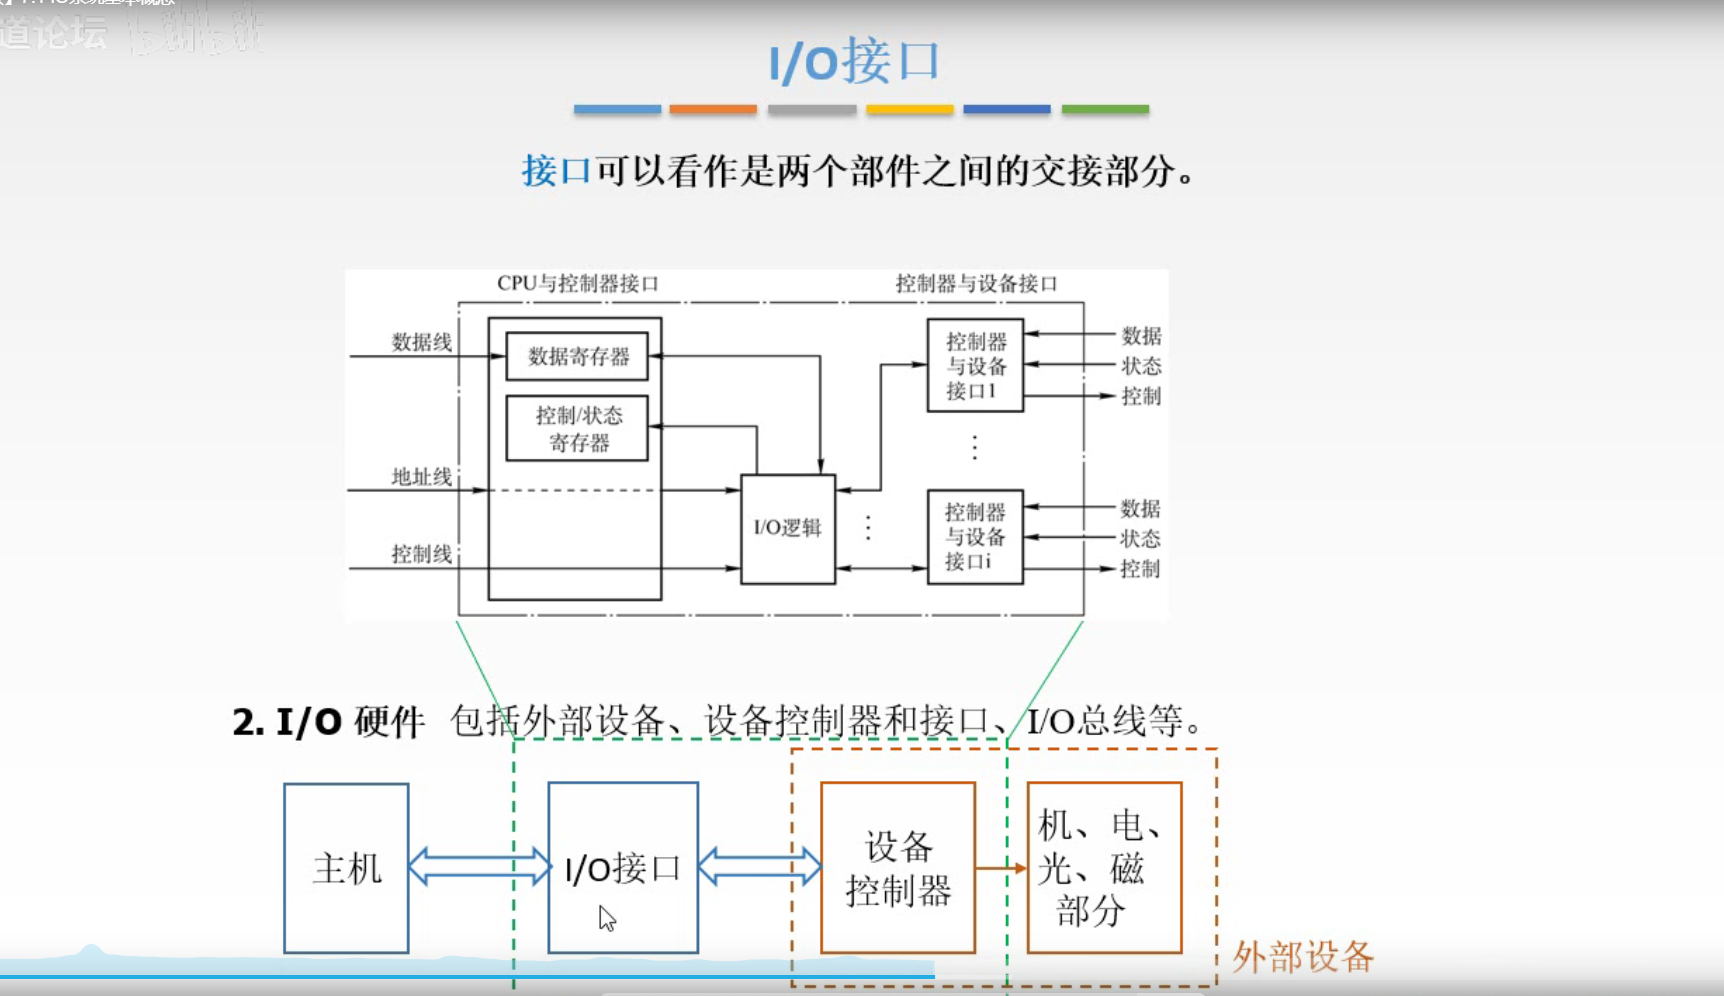 道论坛 bilibili
I/O接口
接口可以看作是两个部件之间的交接部分。
CPU与控制器接口
控制器与设备接口
数据线
数据寄存器
控制/状态
寄存器
地址线
控制线
I/O逻辑
控制器
与设备
接口1
数据
状态
控制
控制器
与设备
接口i
数据
状态
控制
2. I/O 硬件 包括外部设备、设备控制器和接口、I/O总线等。
主机
I/O接口
设备
控制器
机、电、
光、磁
部分
外部设备